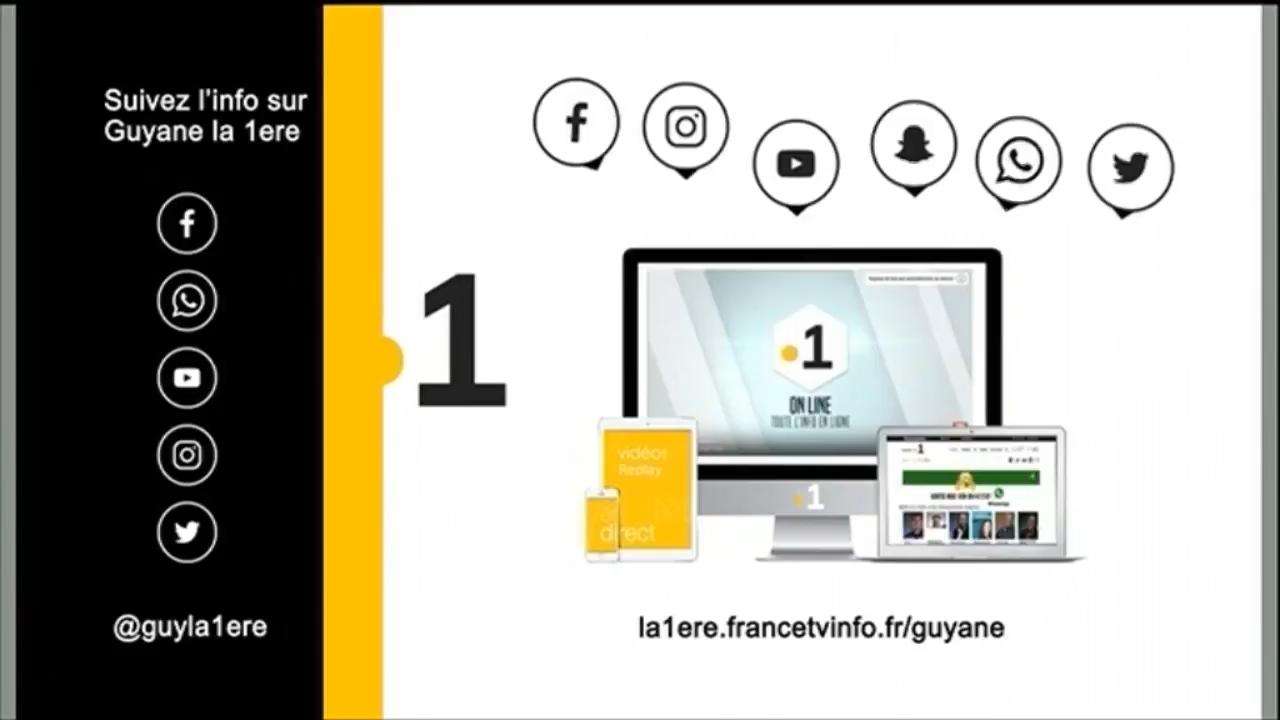 Suivez l'info sur
Guyane la 1ere
@guyla1ere
1
1
ON LINE
TOUTE L'INFO EN LIGNE
vidéos
Replay
direct
1
la1ere.francetvinfo.fr/guyane